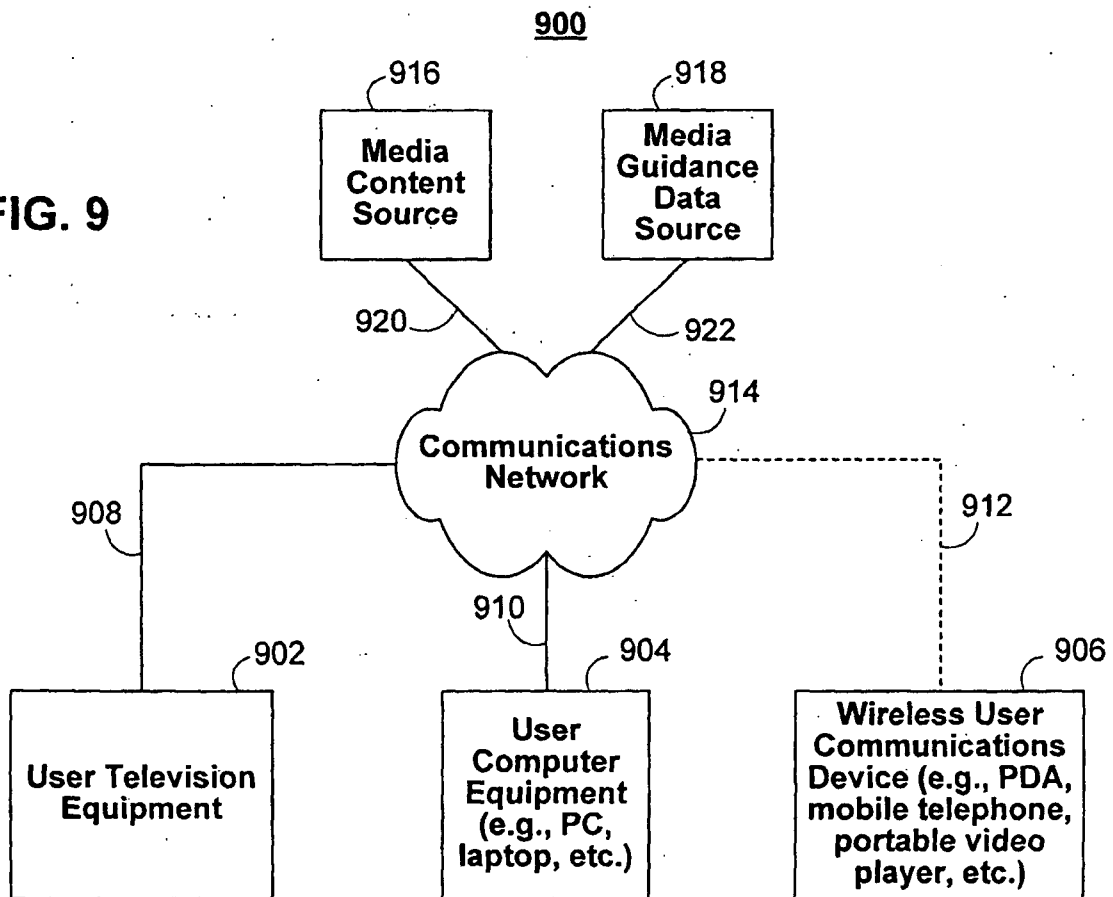 900
916
918
Media
Content
Source
Media
Guidance
Data
Source
FIG. 9
920
922
914
Communications
Network
908
912
910
902
904
906
User Television
Equipment
User
Computer
Equipment
(e.g., PC,
laptop, etc.)
Wireless User
Communications
Device (e.g., PDA,
mobile telephone,
portable video
player, etc.)